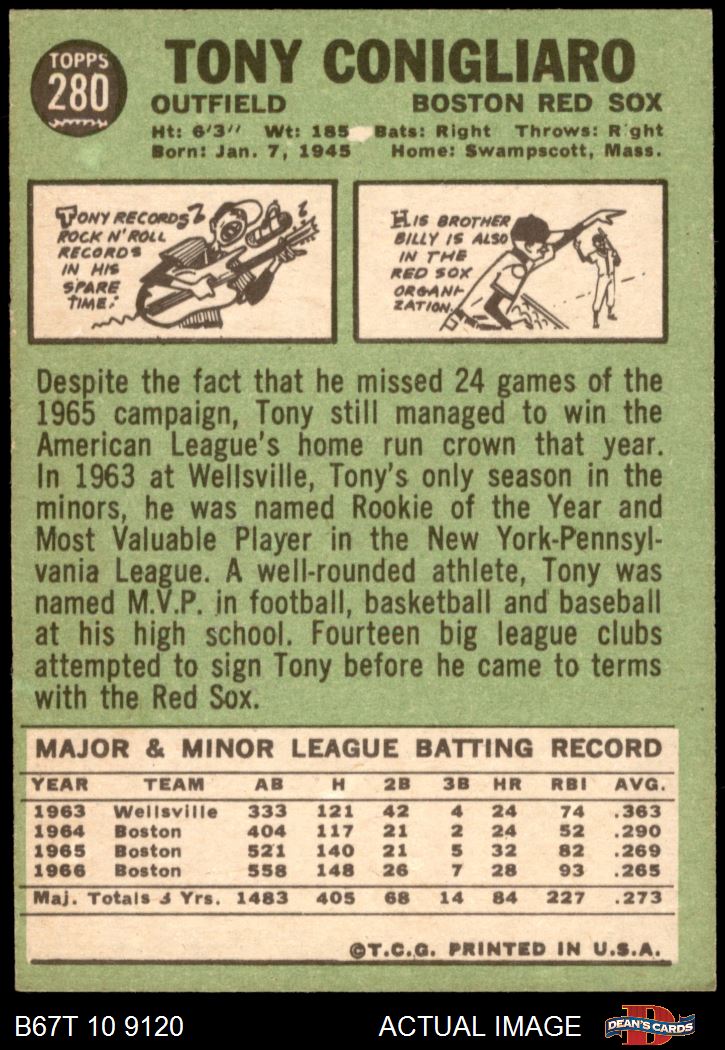 TOPPS
280
TONY CONIGLIARO
OUTFIELD BOSTON RED SOX
Ht: 6'3" Wt: 185 Bats: Right Throws: Right
Born: Jan. 7, 1945 Home: Swampscott, Mass.
TONY RECORDS
ROCK N' ROLL
RECORDS
IN HIS
SPARE
TIME.
HIS BROTHER
BILLY IS ALSO
IN THE
RED SOX
ORGANI-
ZATION.
Despite the fact that he missed 24 games of the
1965 campaign, Tony still managed to win the
American League's home run crown that year.
In 1963 at Wellsville, Tony's only season in the
minors, he was named Rookie of the Year and
Most Valuable Player in the New York-Pennsyl-
vania League. A well-rounded athlete, Tony was
named M.V.P. in football, basketball and baseball
at his high school. Fourteen big league clubs
attempted to sign Tony before he came to terms
with the Red Sox.
MAJOR & MINOR LEAGUE BATTING RECORD
YEAR TEAM AB H 2B 3B HR RBI AVG.
1963 Wellsville 333 121 42 4 24 74 .363
1964 Boston 404 117 21 2 24 52 .290
1965 Boston 521 140 21 5 32 82 .269
1966 Boston 558 148 26 7 28 93 .265
Maj. Totals 3 Yrs. 1483 405 68 14 84 227 .273
©T.C.G. PRINTED IN U.S.A.
B67T 10 9120 ACTUAL IMAGE
D
DEAN'S CARDS